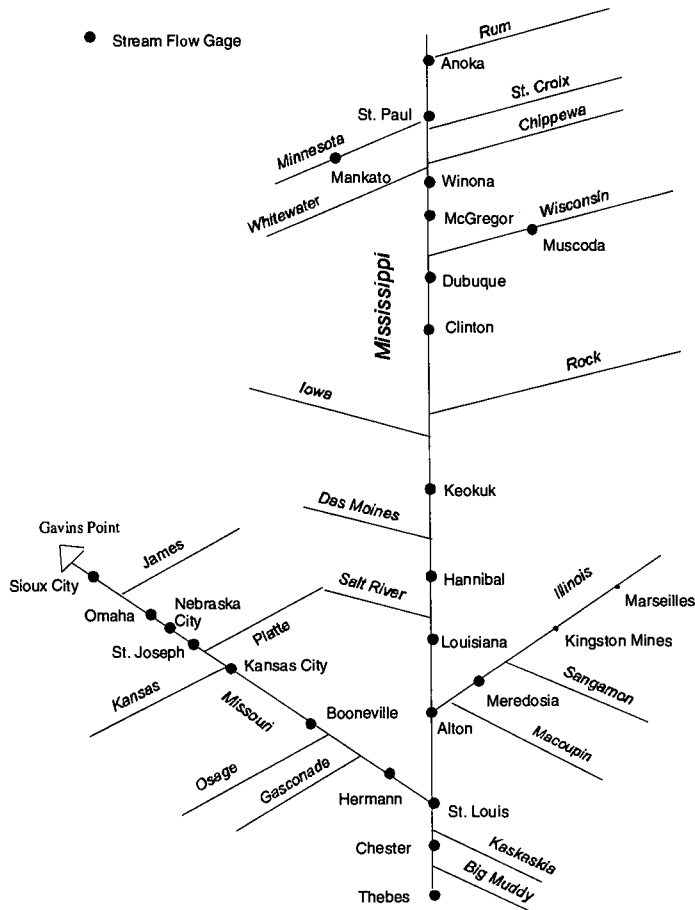 Stream Flow Gage
Rum
Anoka
St. Croix
St. Paul
Chippewa
Minnesota
Mankato
Winona
Whitewater
McGregor
Wisconsin
Muscoda
Mississippi
Dubuque
Clinton
Rock
Iowa
Keokuk
Das Moines
Gavins Point
James
Sioux City
Hannibal
Illinois
Marseilles
Salt River
Omaha
Nebraska
City
Platte
Louisiana
Kingston Mines
St. Joseph
Kansas City
Sangamon
Meredosia
Kansas
Missouri
Booneville
Alton
Macoupin
Osage
Gasconade
Hermann
St. Louis
Chester
Kaskaskia
Big Muddy
Thebes